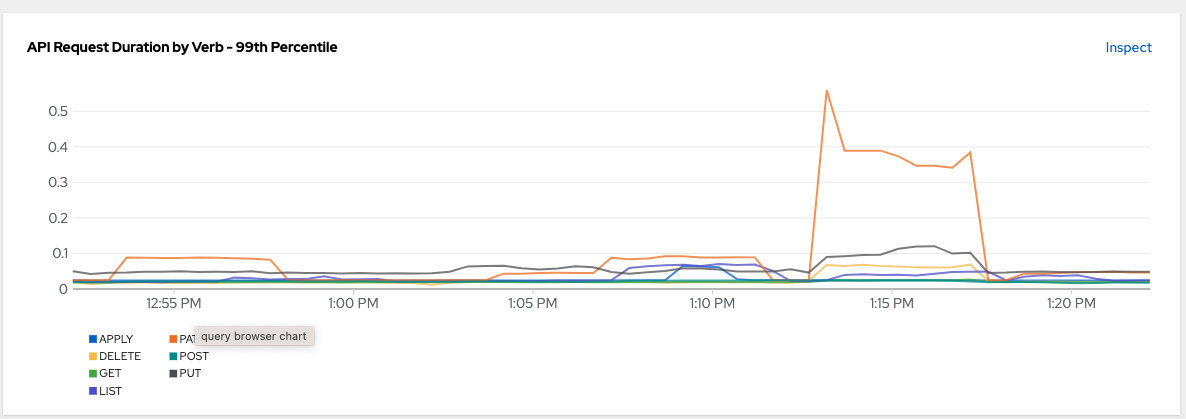 API Request Duration by Verb - 99th Percentile
Inspect
0.5
0.4
0.3
0.2
0.1
0
12:55 PM 1:00 PM 1:05 PM 1:10 PM 1:15 PM 1:20 PM
query browser chart
APPLY
DELETE POST
GET PUT
LIST